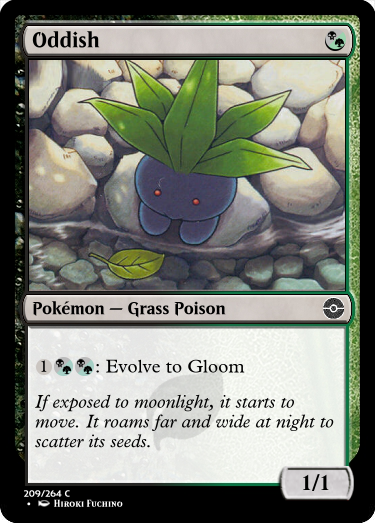 Oddish
Pokémon — Grass Poison
1: Evolve to Gloom
If exposed to moonlight, it starts to
move. It roams far and wide at night to
scatter its seeds.
1/1
209/264 C
• Hiroki Fuchino